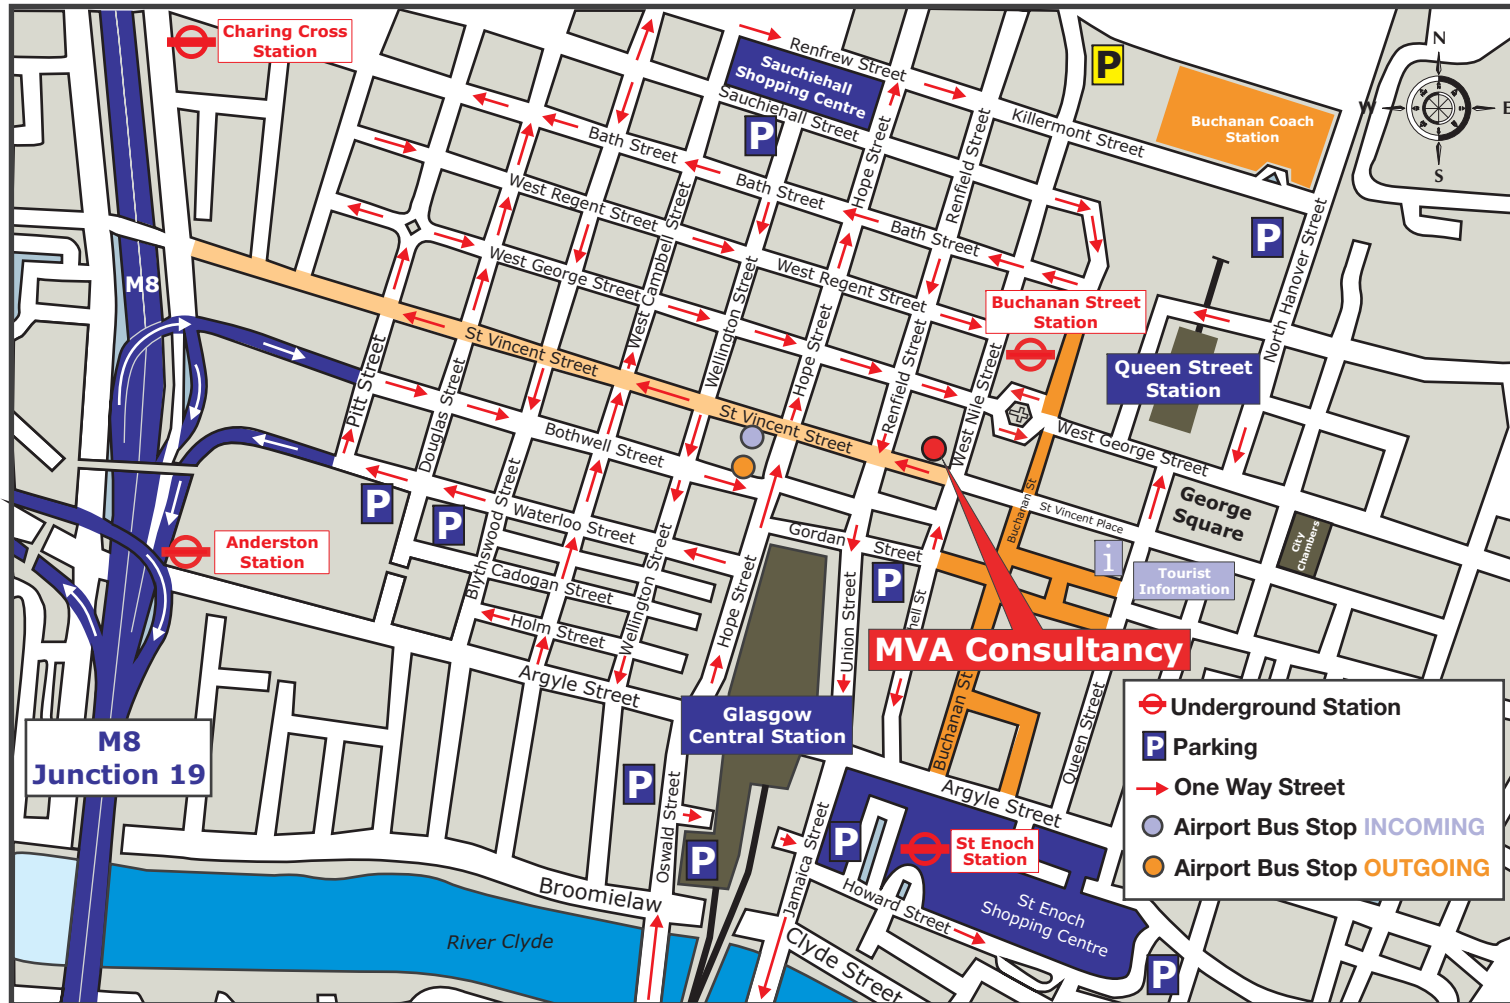 Charing Cross
Station
Renfrew Street
Sauchiehall
Shopping Centre
Sauchiehall Street
P
P
Killermont Street
Buchanan Coach
Station
N
W
E
S
Bath Street
Bath Street
Bath Street
Hope Street
Renfield Street
West Regent Street
West Regent Street
West Campbell Street
West George Street
Wellington Street
Hope Street
P
North Hanover Street
M8
Buchanan Street
Station
Queen Street
Station
St Vincent Street
St Vincent Street
Pitt Street
Douglas Street
Renfield Street
West Nile Street
West George Street
Bothwell Street
Buchanan St
St Vincent Place
George
Square
City
Chambers
P
P
Waterloo Street
Blythswood Street
Wellington Street
Gordan
Street
Anderston
Station
Cadogan Street
Holm Street
Hope Street
Union Street
P
hell St
i
Tourist
Information
MVA Consultancy
Argyle Street
Glasgow
Central Station
Buchanan St
Queen Street
M8
Junction 19
Underground Station
P Parking
One Way Street
Airport Bus Stop INCOMING
Airport Bus Stop OUTGOING
P
Oswald Street
P
Jamaica Street
P
Argyle Street
St Enoch
Station
St Enoch
Shopping Centre
Howard Street
Broomielaw
River Clyde
Clyde Street
P